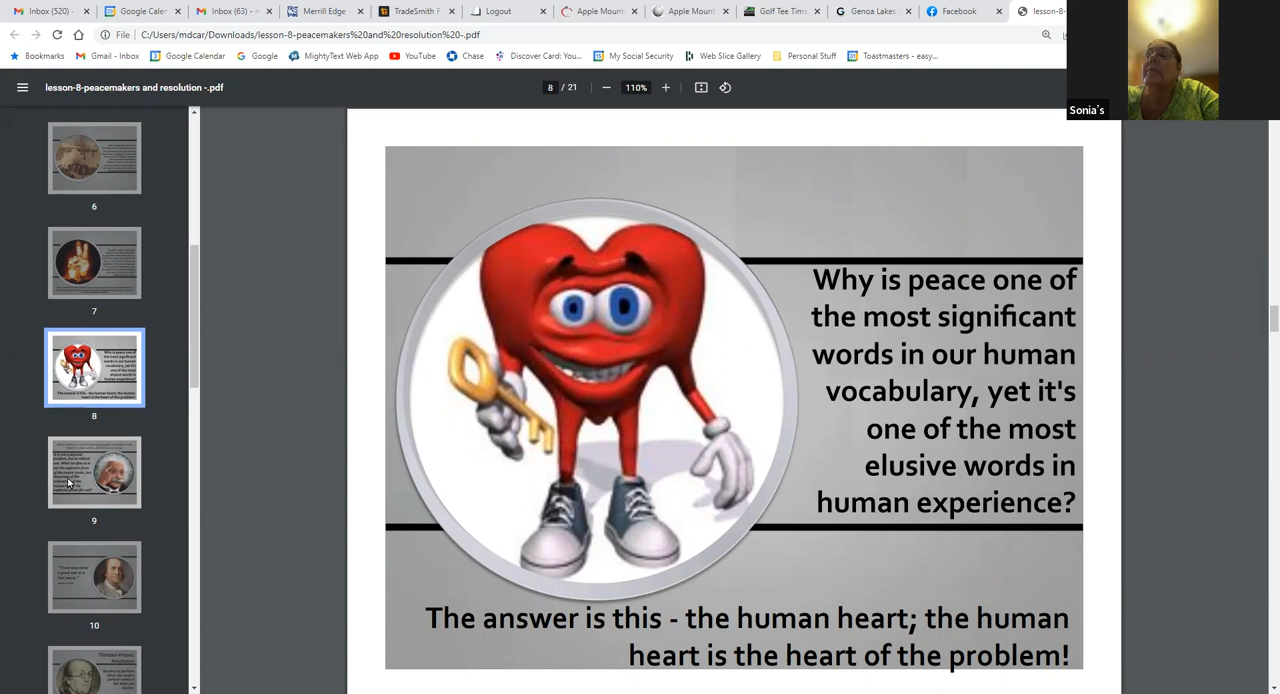 Inbox (520) -
Google Caler
Inbox (63) - m
Merrill Edge -
TradeSmith F
Logout
Apple Mount
Apple Mount
Golf Tee Time
Genoa Lakes
Facebook
lesson-8-
File
C:/Users/mdcar/Downloads/lesson-8-peacemakers%20and%20resolution%20-.pdf
Bookmarks
Gmail - Inbox
Google Calendar
Google
MightyText Web App
YouTube
Chase
Discover Card, You...
My Social Security
Web Slice Gallery
Personal Stuff
Toastmasters - easy...
lesson-8-peacemakers and resolution -.pdf
8 / 21
110%
Sonia's
6
7
8
9
10
Why is peace one of
the most significant
words in our human
vocabulary, yet it's
one of the most
elusive words in
human experience?
The answer is this - the human heart; the human
heart is the heart of the problem!